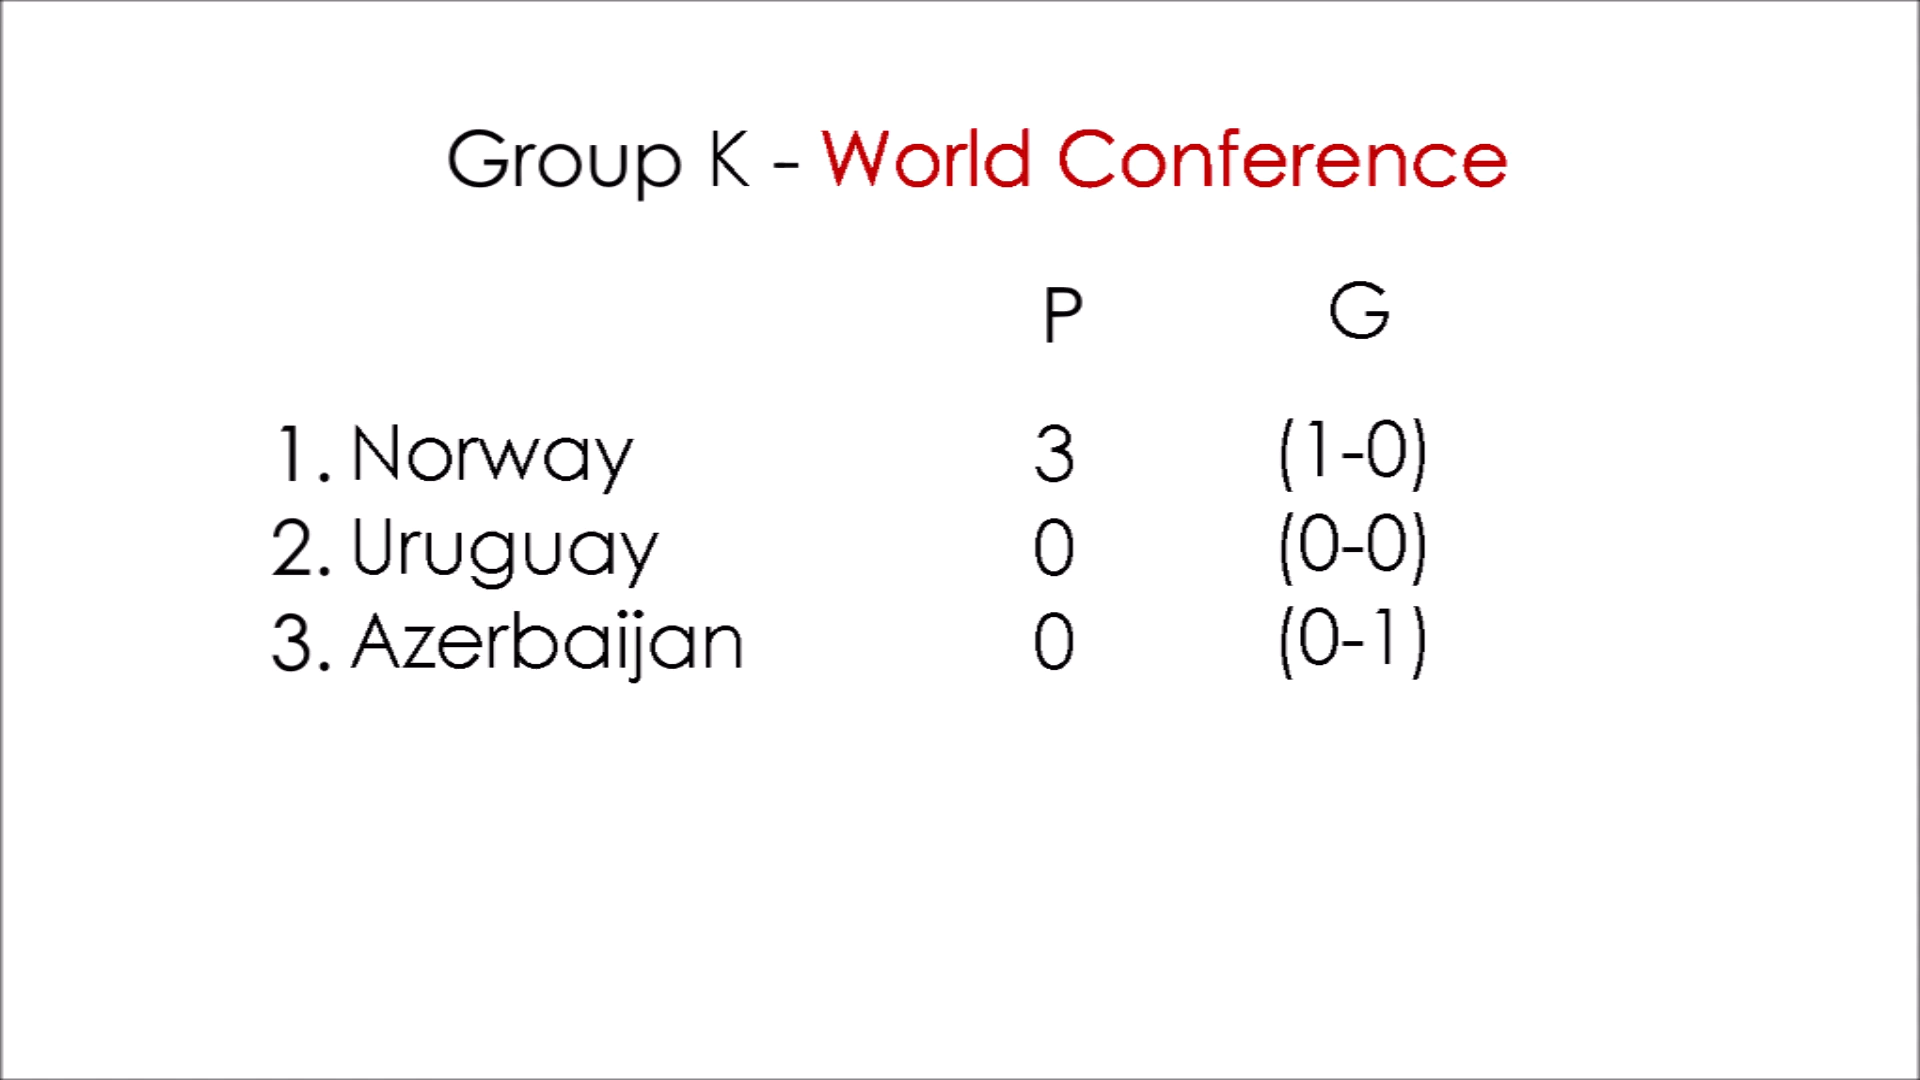 Group K - World Conference
P G
1. Norway 3 (1-0)
2. Uruguay 0 (0-0)
3. Azerbaijan 0 (0-1)